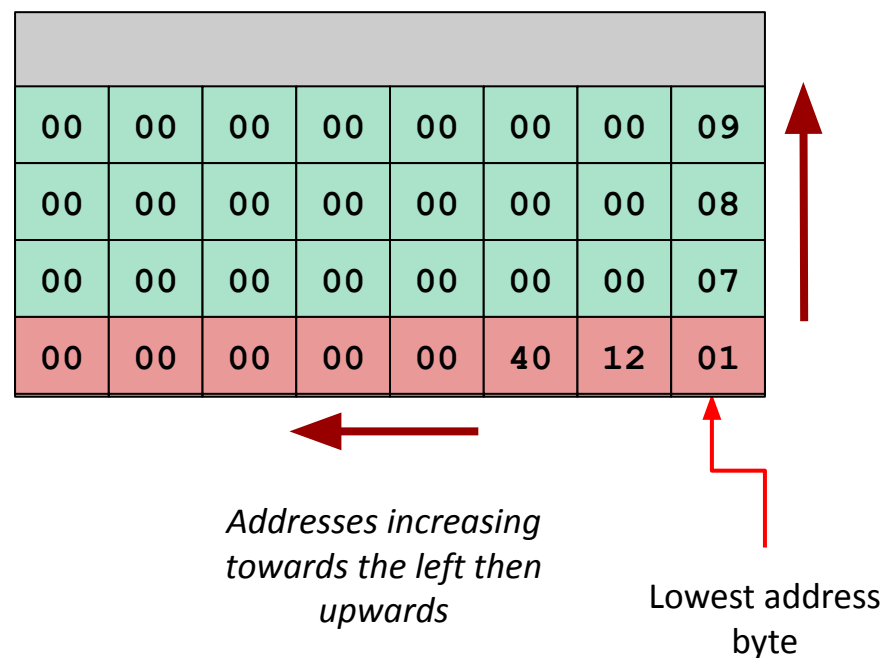 00 00 00 00 00 00 00 09
00 00 00 00 00 00 00 08
00 00 00 00 00 00 00 07
00 00 00 00 00 40 12 01
Addresses increasing
towards the left then
upwards
Lowest address
byte